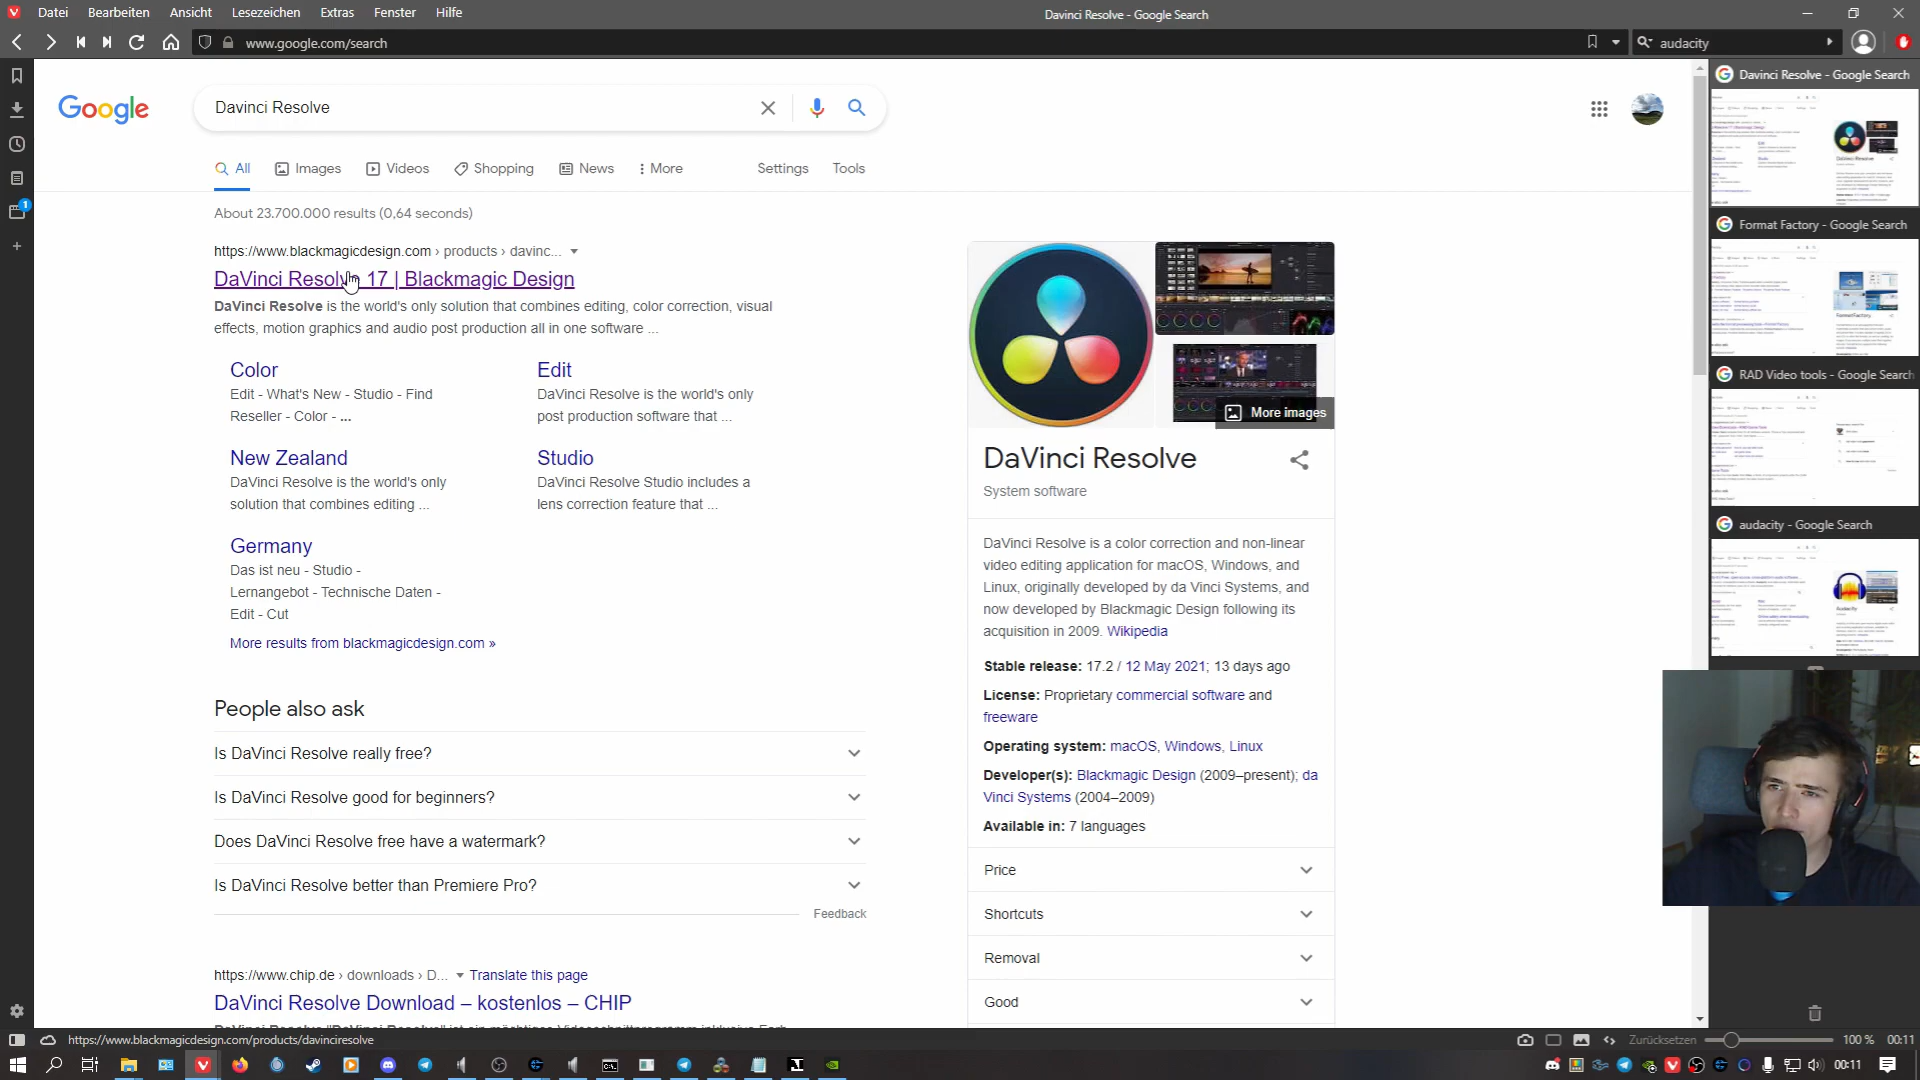 Datei Bearbeiten Ansicht Lesezeichen Extras Fenster Hilfe
Davinci Resolve - Google Search
www.google.com/search
audacity
Google
Davinci Resolve
All Images Videos Shopping News More Settings Tools
About 23.700.000 results (0,64 seconds)
https://www.blackmagicdesign.com › products › davinc...
DaVinci Resolve 17 | Blackmagic Design
DaVinci Resolve is the world's only solution that combines editing, color correction, visual
effects, motion graphics and audio post production all in one software ...
Color
Edit - What's New - Studio - Find
Reseller - Color - ...
Edit
DaVinci Resolve is the world's only
post production software that ...
New Zealand
DaVinci Resolve is the world's only
solution that combines editing ...
Studio
DaVinci Resolve Studio includes a
lens correction feature that ...
Germany
Das ist neu - Studio -
Lernangebot - Technische Daten -
Edit - Cut
More results from blackmagicdesign.com »
People also ask
Is DaVinci Resolve really free?
Is DaVinci Resolve good for beginners?
Does DaVinci Resolve free have a watermark?
Is DaVinci Resolve better than Premiere Pro?
Feedback
https://www.chip.de › downloads › D... Translate this page
DaVinci Resolve Download – kostenlos – CHIP
More images
DaVinci Resolve
System software
DaVinci Resolve is a color correction and non-linear
video editing application for macOS, Windows, and
Linux, originally developed by da Vinci Systems, and
now developed by Blackmagic Design following its
acquisition in 2009. Wikipedia
Stable release: 17.2 / 12 May 2021; 13 days ago
License: Proprietary commercial software and
freeware
Operating system: macOS, Windows, Linux
Developer(s): Blackmagic Design (2009–present); da
Vinci Systems (2004–2009)
Available in: 7 languages
Price
Shortcuts
Removal
Good
Davinci Resolve - Google Search
Format Factory - Google Search
RAD Video tools - Google Search
audacity - Google Search
1
https://www.blackmagicdesign.com/products/davinciresolve
Zurücksetzen 100 % 00:11
00:11